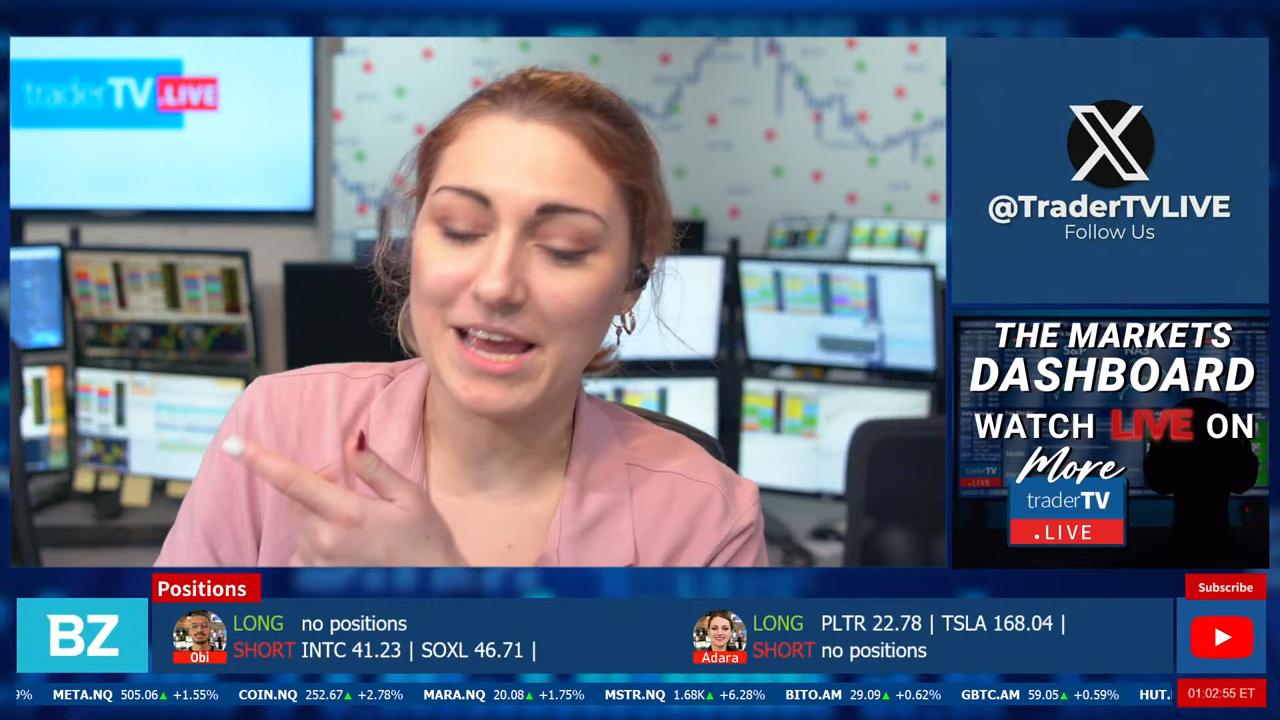 traderTV.LIVE
@TraderTVLIVE
Follow Us
THE MARKETS
DASHBOARD
WATCH LIVE ON
More
traderTV
.LIVE
Positions
Subscribe
BZ
Obi
LONG no positions
SHORT INTC 41.23 | SOXL 46.71 |
Adara
LONG PLTR 22.78 | TSLA 168.04 |
SHORT no positions
9% META.NQ 505.06▲ +1.55% COIN.NQ 252.67▲ +2.78% MARA.NQ 20.08▲ +1.75% MSTR.NQ 1.68K▲ +6.28% BITO.AM 29.09▲ +0.62% GBTC.AM 59.05▲ +0.59% HUT.
01:02:55 ET